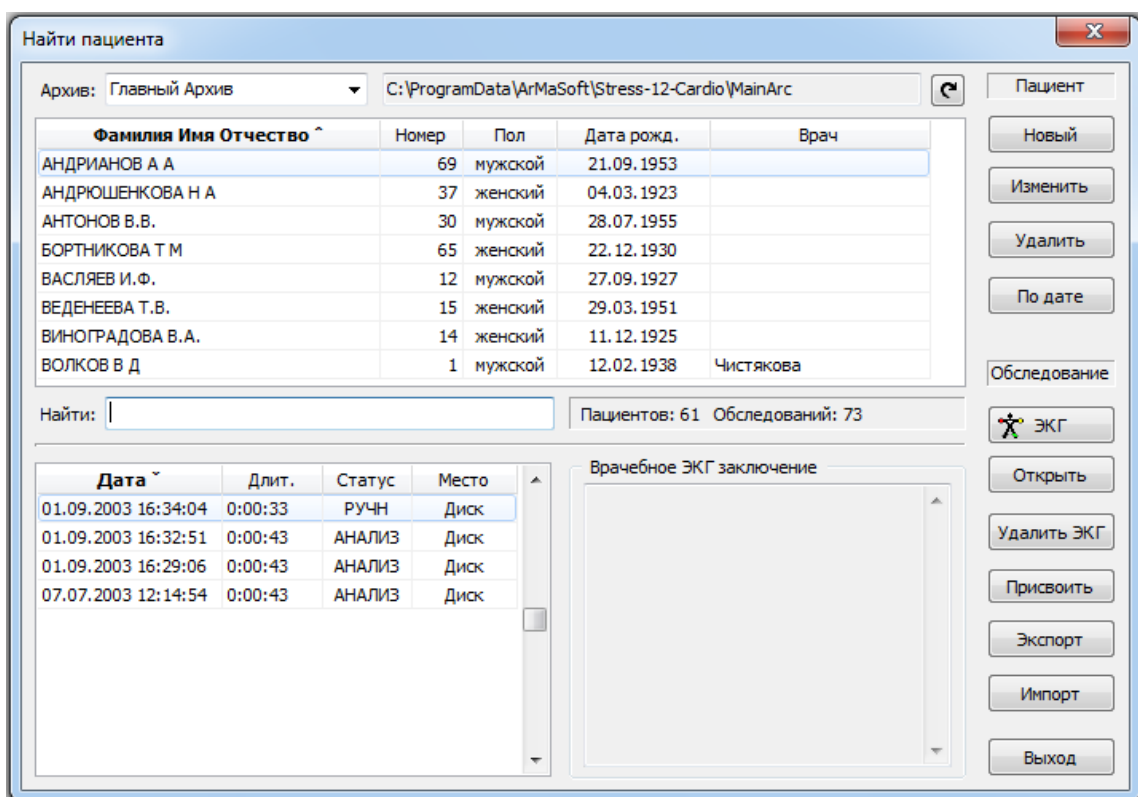 Найти пациента
Архив: Главный Архив C:\ProgramData\ArMaSoft\Stress-12-Cardio\MainArc Пациент
Фамилия Имя Отчество Номер Пол Дата рожд. Врач Новый
АНДРИАНОВ А А 69 мужской 21.09.1953
АНДРЮШЕНКОВА Н А 37 женский 04.03.1923 Изменить
АНТОНОВ В.В. 30 мужской 28.07.1955
БОРТНИКОВА Т М 65 женский 22.12.1930 Удалить
ВАСЛЯЕВ И.Ф. 12 мужской 27.09.1927
ВЕДЕНЕЕВА Т.В. 15 женский 29.03.1951 По дате
ВИНОГРАДОВА В.А. 14 женский 11.12.1925
ВОЛКОВ В Д 1 мужской 12.02.1938 Чистякова
Обследование
Найти: Пациентов: 61 Обследований: 73
ЭКГ
Дата Длит. Статус Место Врачебное ЭКГ заключение Открыть
01.09.2003 16:34:04 0:00:33 РУЧН Диск
01.09.2003 16:32:51 0:00:43 АНАЛИЗ Диск Удалить ЭКГ
01.09.2003 16:29:06 0:00:43 АНАЛИЗ Диск
07.07.2003 12:14:54 0:00:43 АНАЛИЗ Диск Присвоить
Экспорт
Импорт
Выход